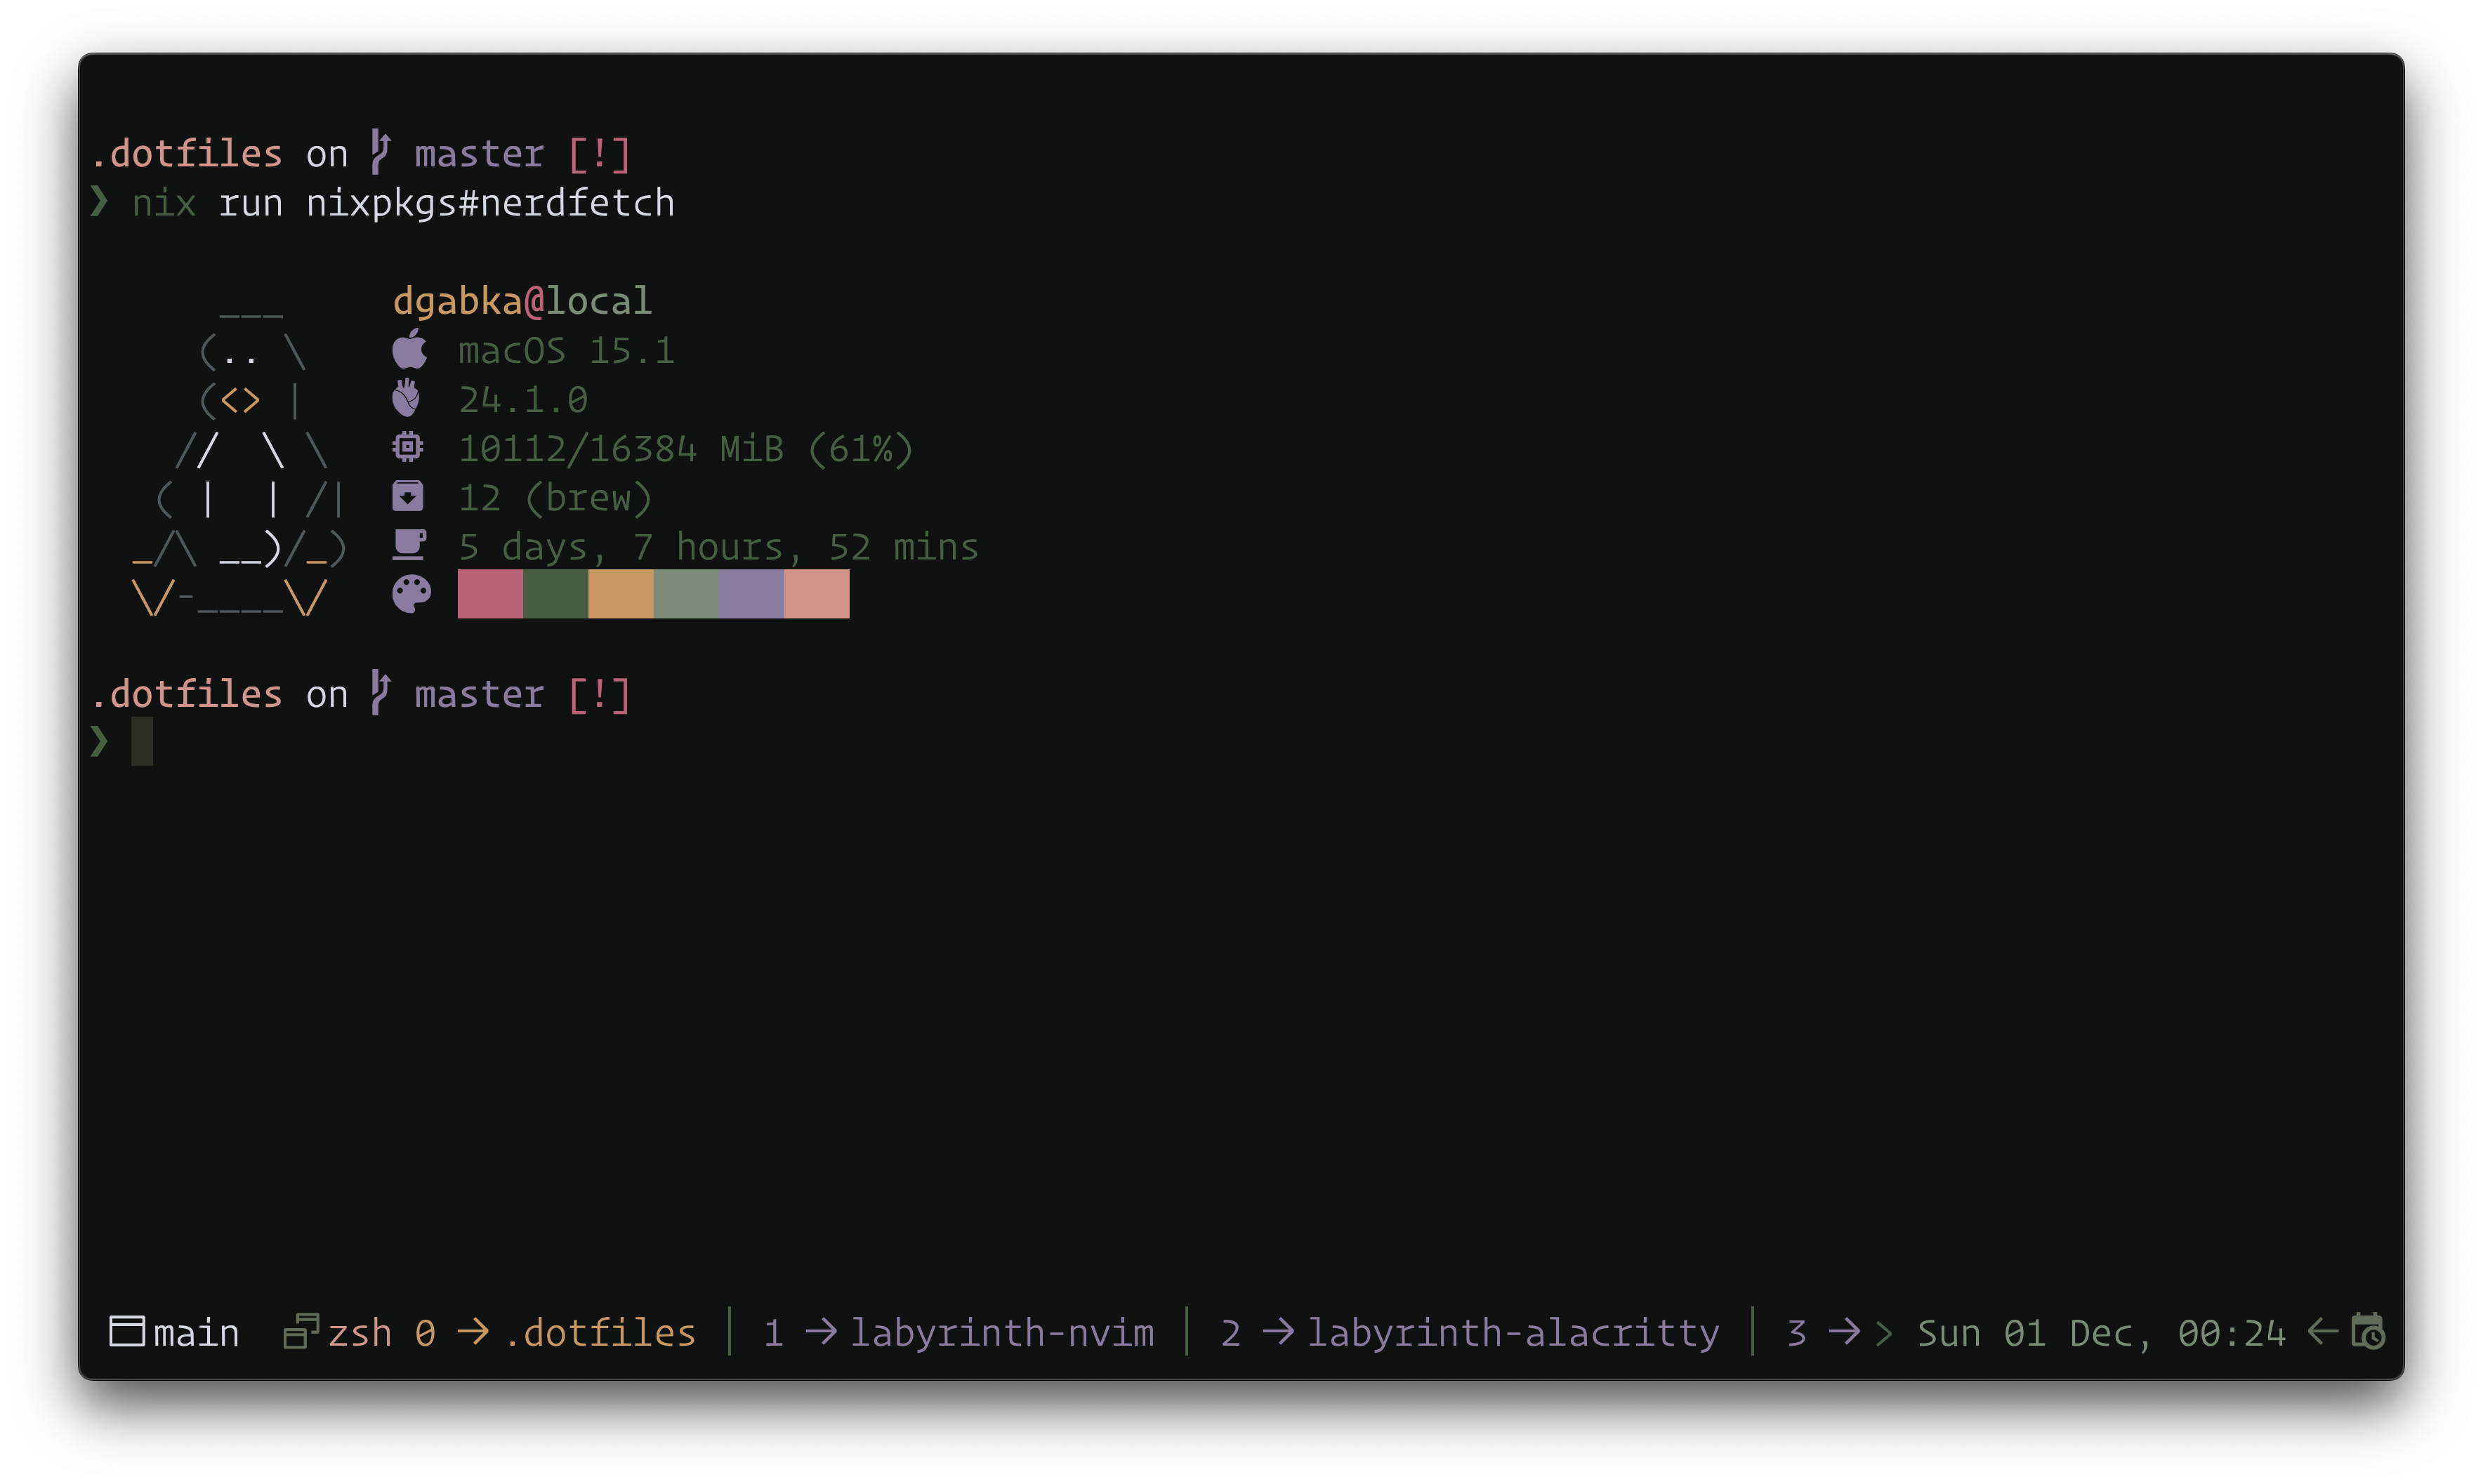 .dotfiles on master [!]
❯ nix run nixpkgs#nerdfetch
___ dgabka@local
(.. \ macOS 15.1
(<> | 24.1.0
// \ \ 10112/16384 MiB (61%)
( | | /| 12 (brew)
_/\ __)/_) 5 days, 7 hours, 52 mins
\/-____\/
.dotfiles on master [!]
❯
main zsh 0 → .dotfiles │ 1 → labyrinth-nvim │ 2 → labyrinth-alacritty │ 3 → > Sun 01 Dec, 00:24 ←